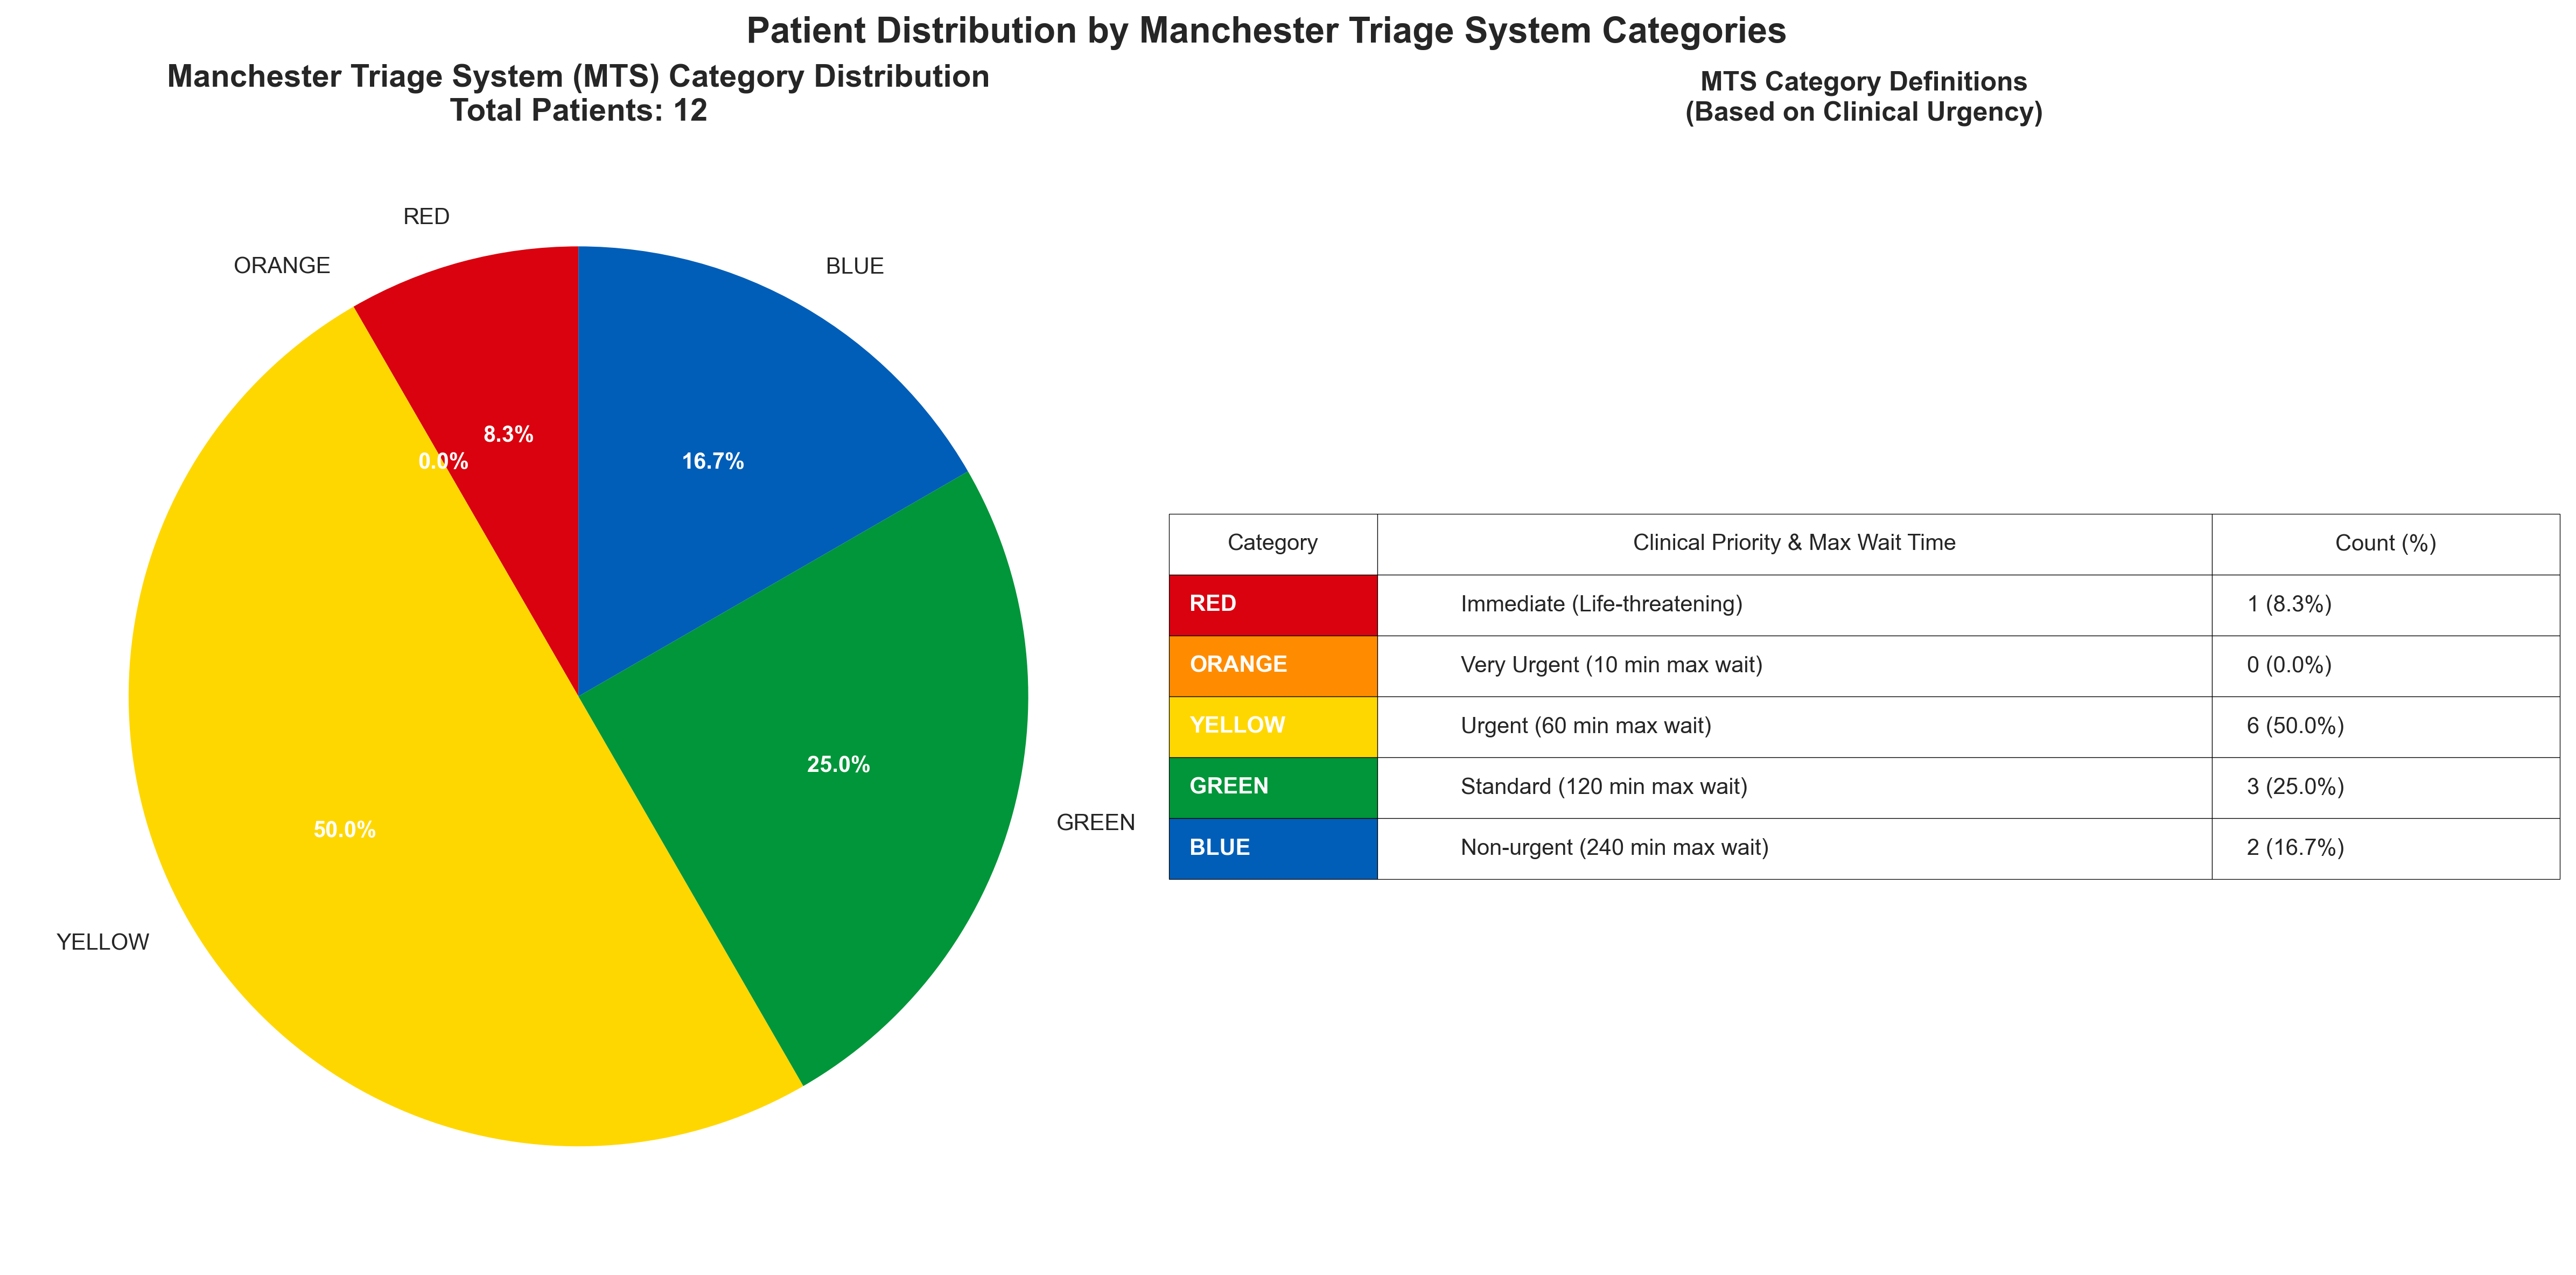 Patient Distribution by Manchester Triage System Categories
Manchester Triage System (MTS) Category Distribution
Total Patients: 12
RED
ORANGE
BLUE
8.3%
0.0%
16.7%
25.0%
50.0%
GREEN
YELLOW
MTS Category Definitions
(Based on Clinical Urgency)
Category Clinical Priority & Max Wait Time Count (%)
RED Immediate (Life-threatening) 1 (8.3%)
ORANGE Very Urgent (10 min max wait) 0 (0.0%)
YELLOW Urgent (60 min max wait) 6 (50.0%)
GREEN Standard (120 min max wait) 3 (25.0%)
BLUE Non-urgent (240 min max wait) 2 (16.7%)